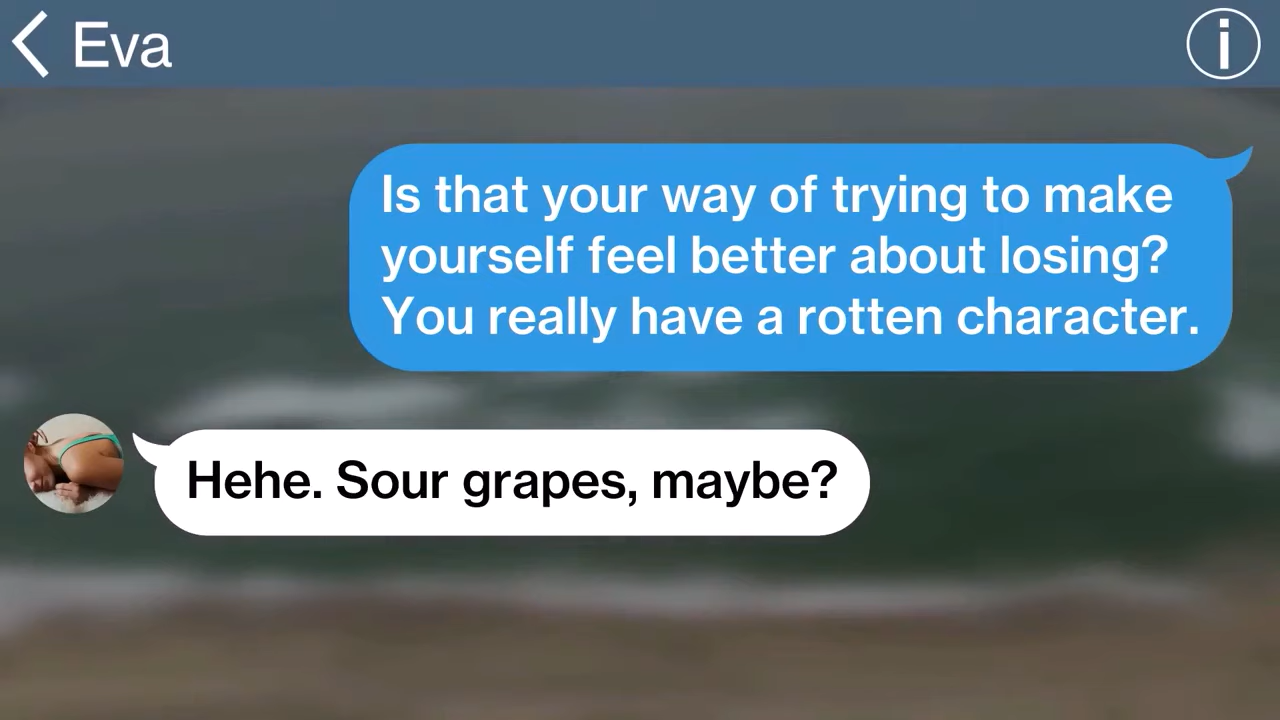 Eva
Is that your way of trying to make
yourself feel better about losing?
You really have a rotten character.
Hehe. Sour grapes, maybe?